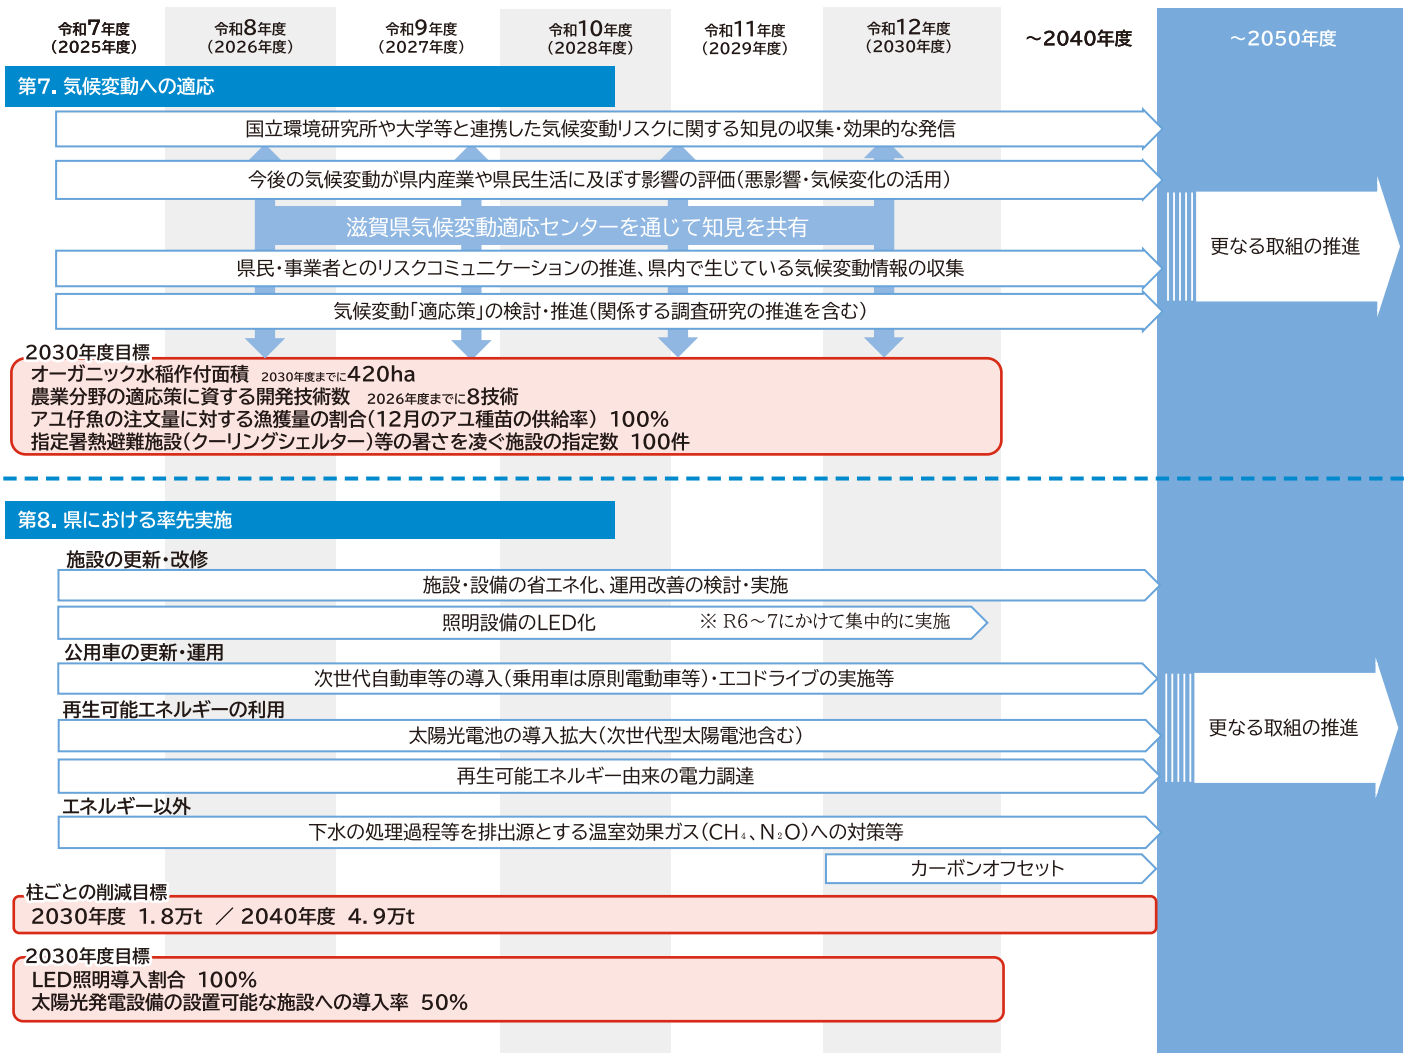 令和7年度
(2025年度)
令和8年度
(2026年度)
令和9年度
(2027年度)
令和10年度
(2028年度)
令和11年度
(2029年度)
令和12年度
(2030年度)
～2040年度
～2050年度
第7．気候変動への適応
国立環境研究所や大学等と連携した気候変動リスクに関する知見の収集・効果的な発信
今後の気候変動が県内産業や県民生活に及ぼす影響の評価(悪影響・気候変化の活用)
滋賀県気候変動適応センターを通じて知見を共有
県民・事業者とのリスクコミュニケーションの推進、県内で生じている気候変動情報の収集
気候変動「適応策」の検討・推進(関係する調査研究の推進を含む)
更なる取組の推進
2030年度目標
オーガニック水稲作付面積 2030年度までに420ha
農業分野の適応策に資する開発技術数 2026年度までに8技術
アユ仔魚の注文量に対する漁獲量の割合(12月のアユ種苗の供給率) 100%
指定暑熱避難施設(クーリングシェルター)等の暑さを凌ぐ施設の指定数 100件
第8．県における率先実施
施設の更新・改修
施設・設備の省エネ化、運用改善の検討・実施
照明設備のLED化 ※ R6～7にかけて集中的に実施
公用車の更新・運用
次世代自動車等の導入(乗用車は原則電動車等)・エコドライブの実施等
再生可能エネルギーの利用
太陽光電池の導入拡大(次世代型太陽電池含む)
更なる取組の推進
再生可能エネルギー由来の電力調達
エネルギー以外
下水の処理過程等を排出源とする温室効果ガス(CH₄、N₂O)への対策等
カーボンオフセット
柱ごとの削減目標
2030年度 1．8万t ／ 2040年度 4．9万t
2030年度目標
LED照明導入割合 100%
太陽光発電設備の設置可能な施設への導入率 50%